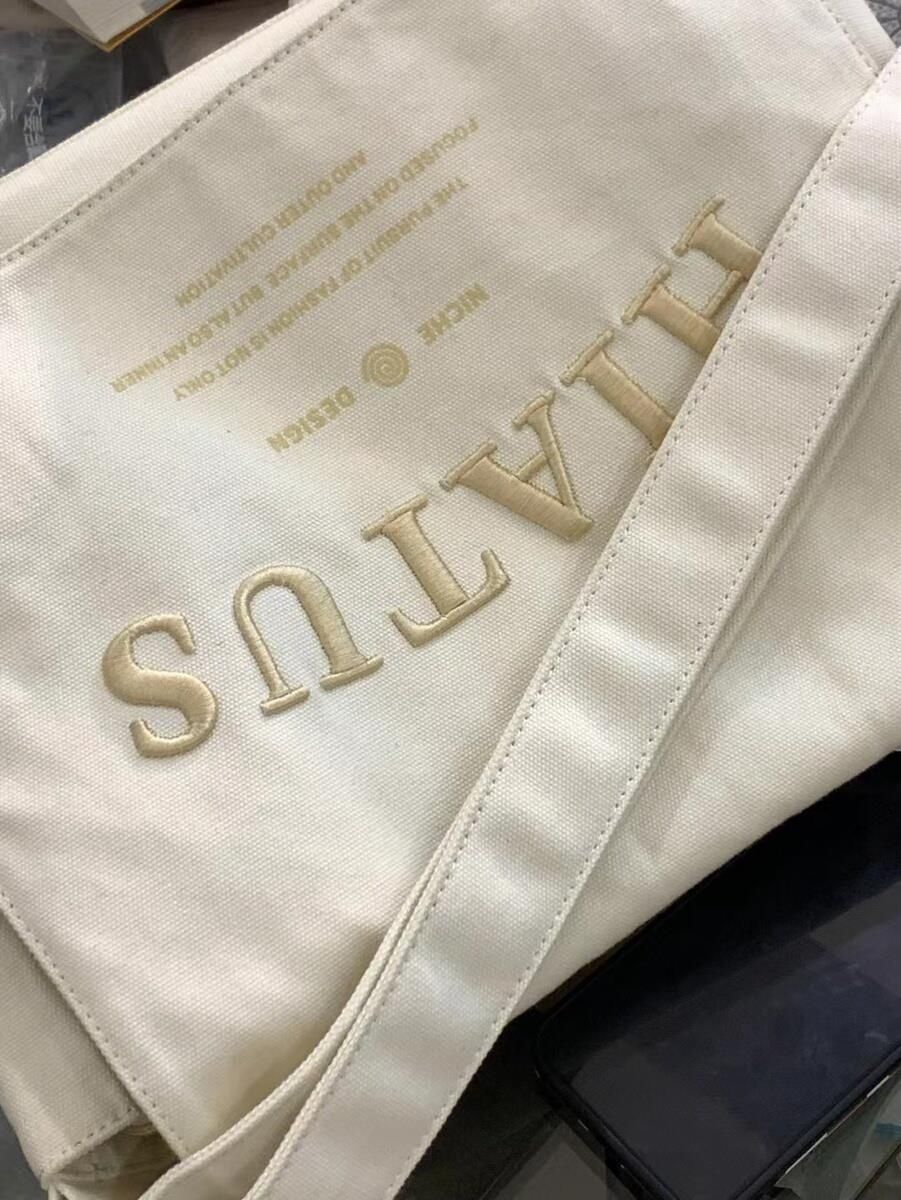 HIATUS
NICHE DESIGN
THE PURSUIT OF FASHION IS NOT ONLY
FOCUSED ON THE SURFACE BUT ALSO AN INNER
AND OUTER CULTIVATION